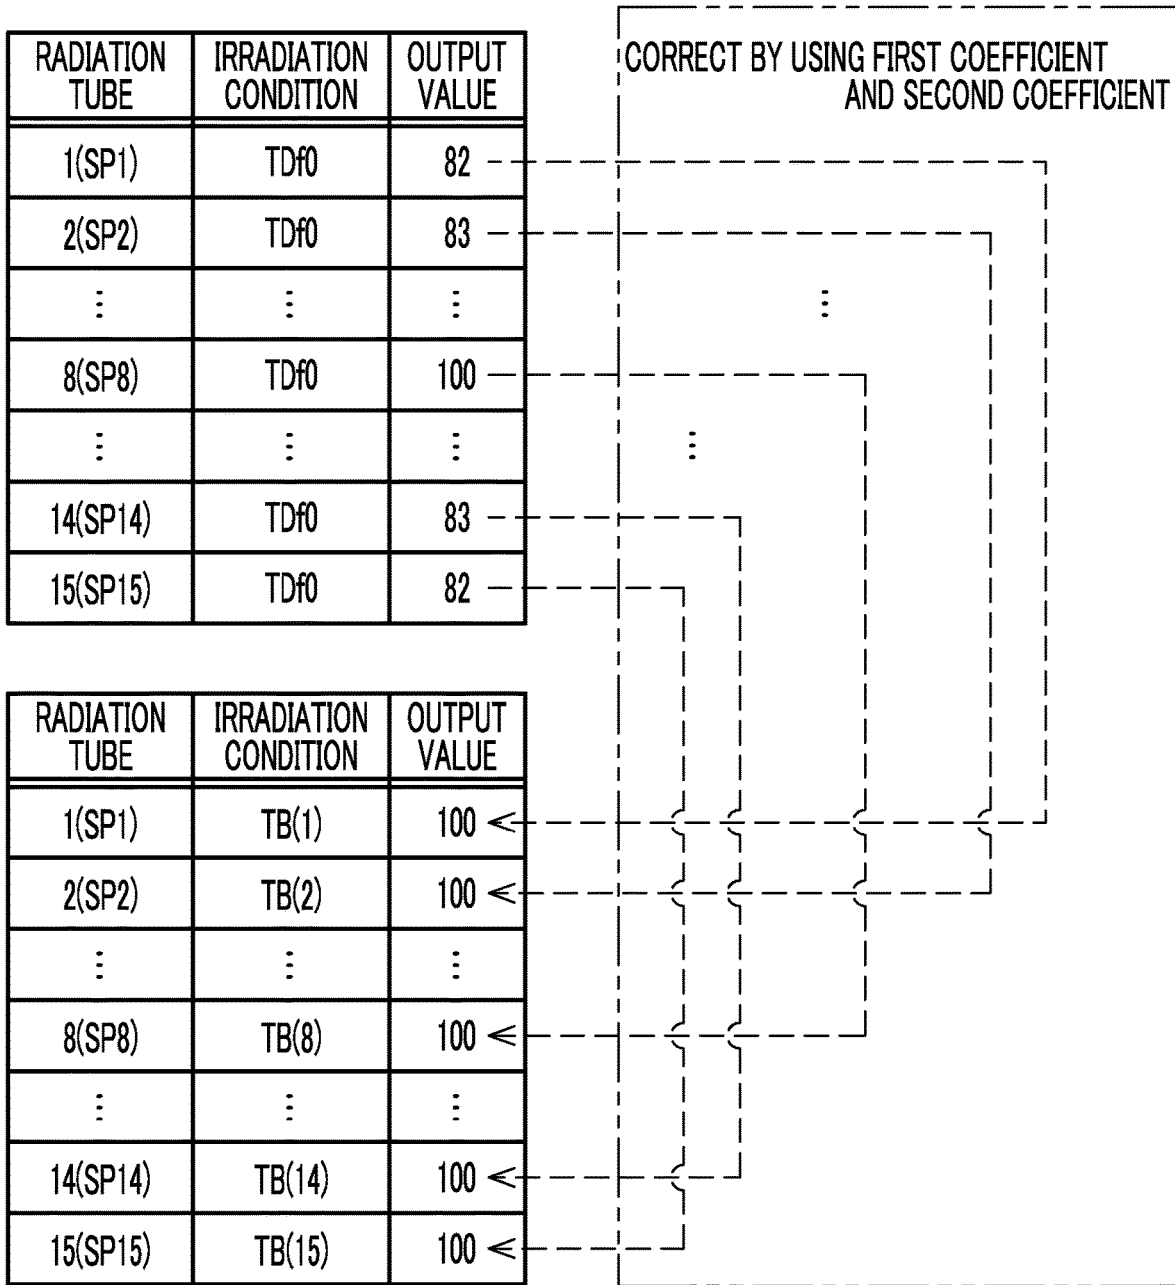 RADIATION TUBE IRRADIATION CONDITION OUTPUT VALUE
1(SP1) TDf0 82
2(SP2) TDf0 83
⋮ ⋮ ⋮
8(SP8) TDf0 100
⋮ ⋮ ⋮
14(SP14) TDf0 83
15(SP15) TDf0 82
CORRECT BY USING FIRST COEFFICIENT
AND SECOND COEFFICIENT
⋮
⋮
RADIATION TUBE IRRADIATION CONDITION OUTPUT VALUE
1(SP1) TB(1) 100
2(SP2) TB(2) 100
⋮ ⋮ ⋮
8(SP8) TB(8) 100
⋮ ⋮ ⋮
14(SP14) TB(14) 100
15(SP15) TB(15) 100